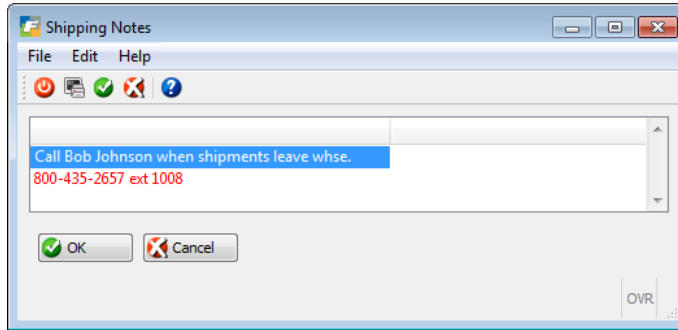 Shipping Notes
File Edit Help
Call Bob Johnson when shipments leave whse.
800-435-2657 ext 1008
OK Cancel
OVR